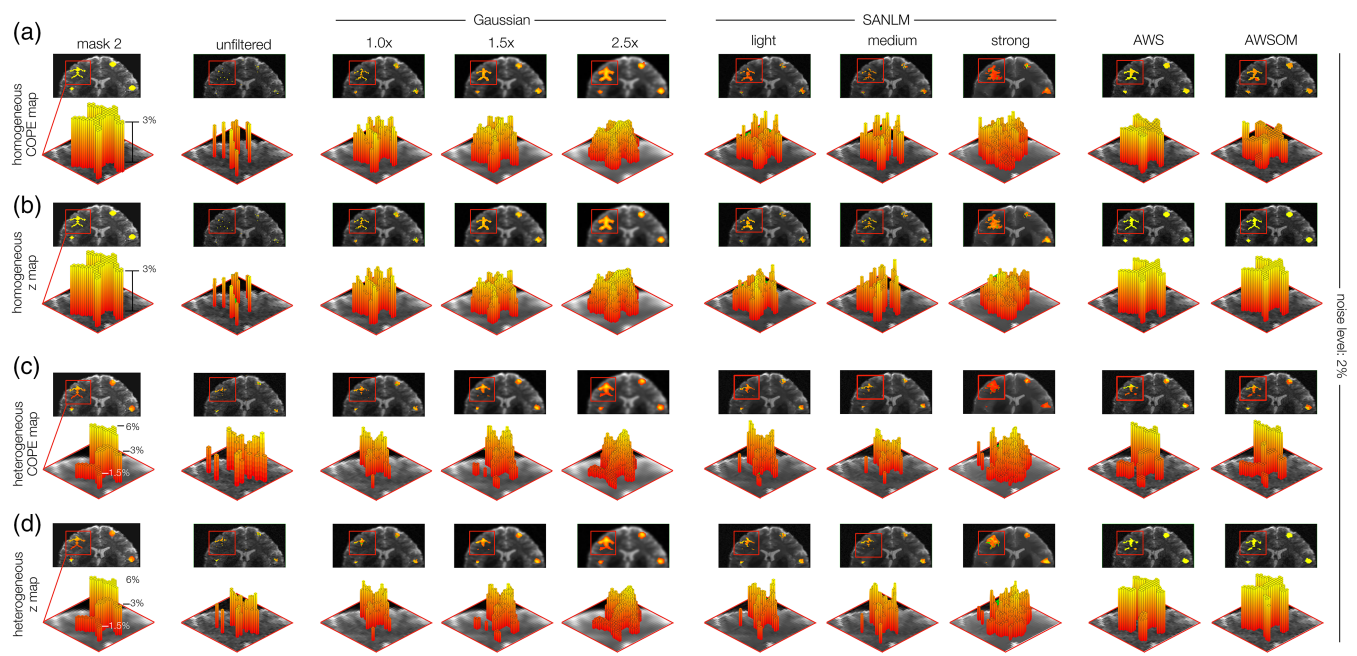 Gaussian
SANLM
(a)
mask 2
unfiltered
1.0x
1.5x
2.5x
light
medium
strong
AWS
AWSOM
homogeneous
COPE map
3%
(b)
homogeneous
z map
3%
(c)
heterogeneous
COPE map
6%
3%
1.5%
(d)
heterogeneous
z map
6%
3%
1.5%
noise level: 2%